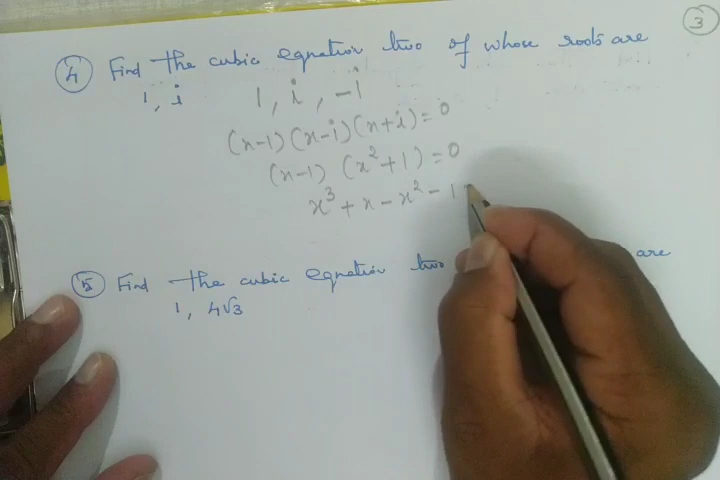 3
4 Find the cubic equation two of whose roots are
1, i
1, i, -i
(x-1) (x-i) (x+i) = 0
(x-1) (x²+1) = 0
x³ + x - x² - 1
5 Find the cubic equation two are
1, 4√3